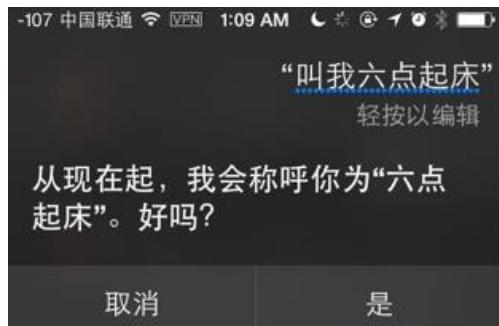 -107 中国联通 VPN 1:09 AM
“叫我六点起床”
轻按以编辑
从现在起，我会称呼你为“六点
起床”。好吗？
取消 是